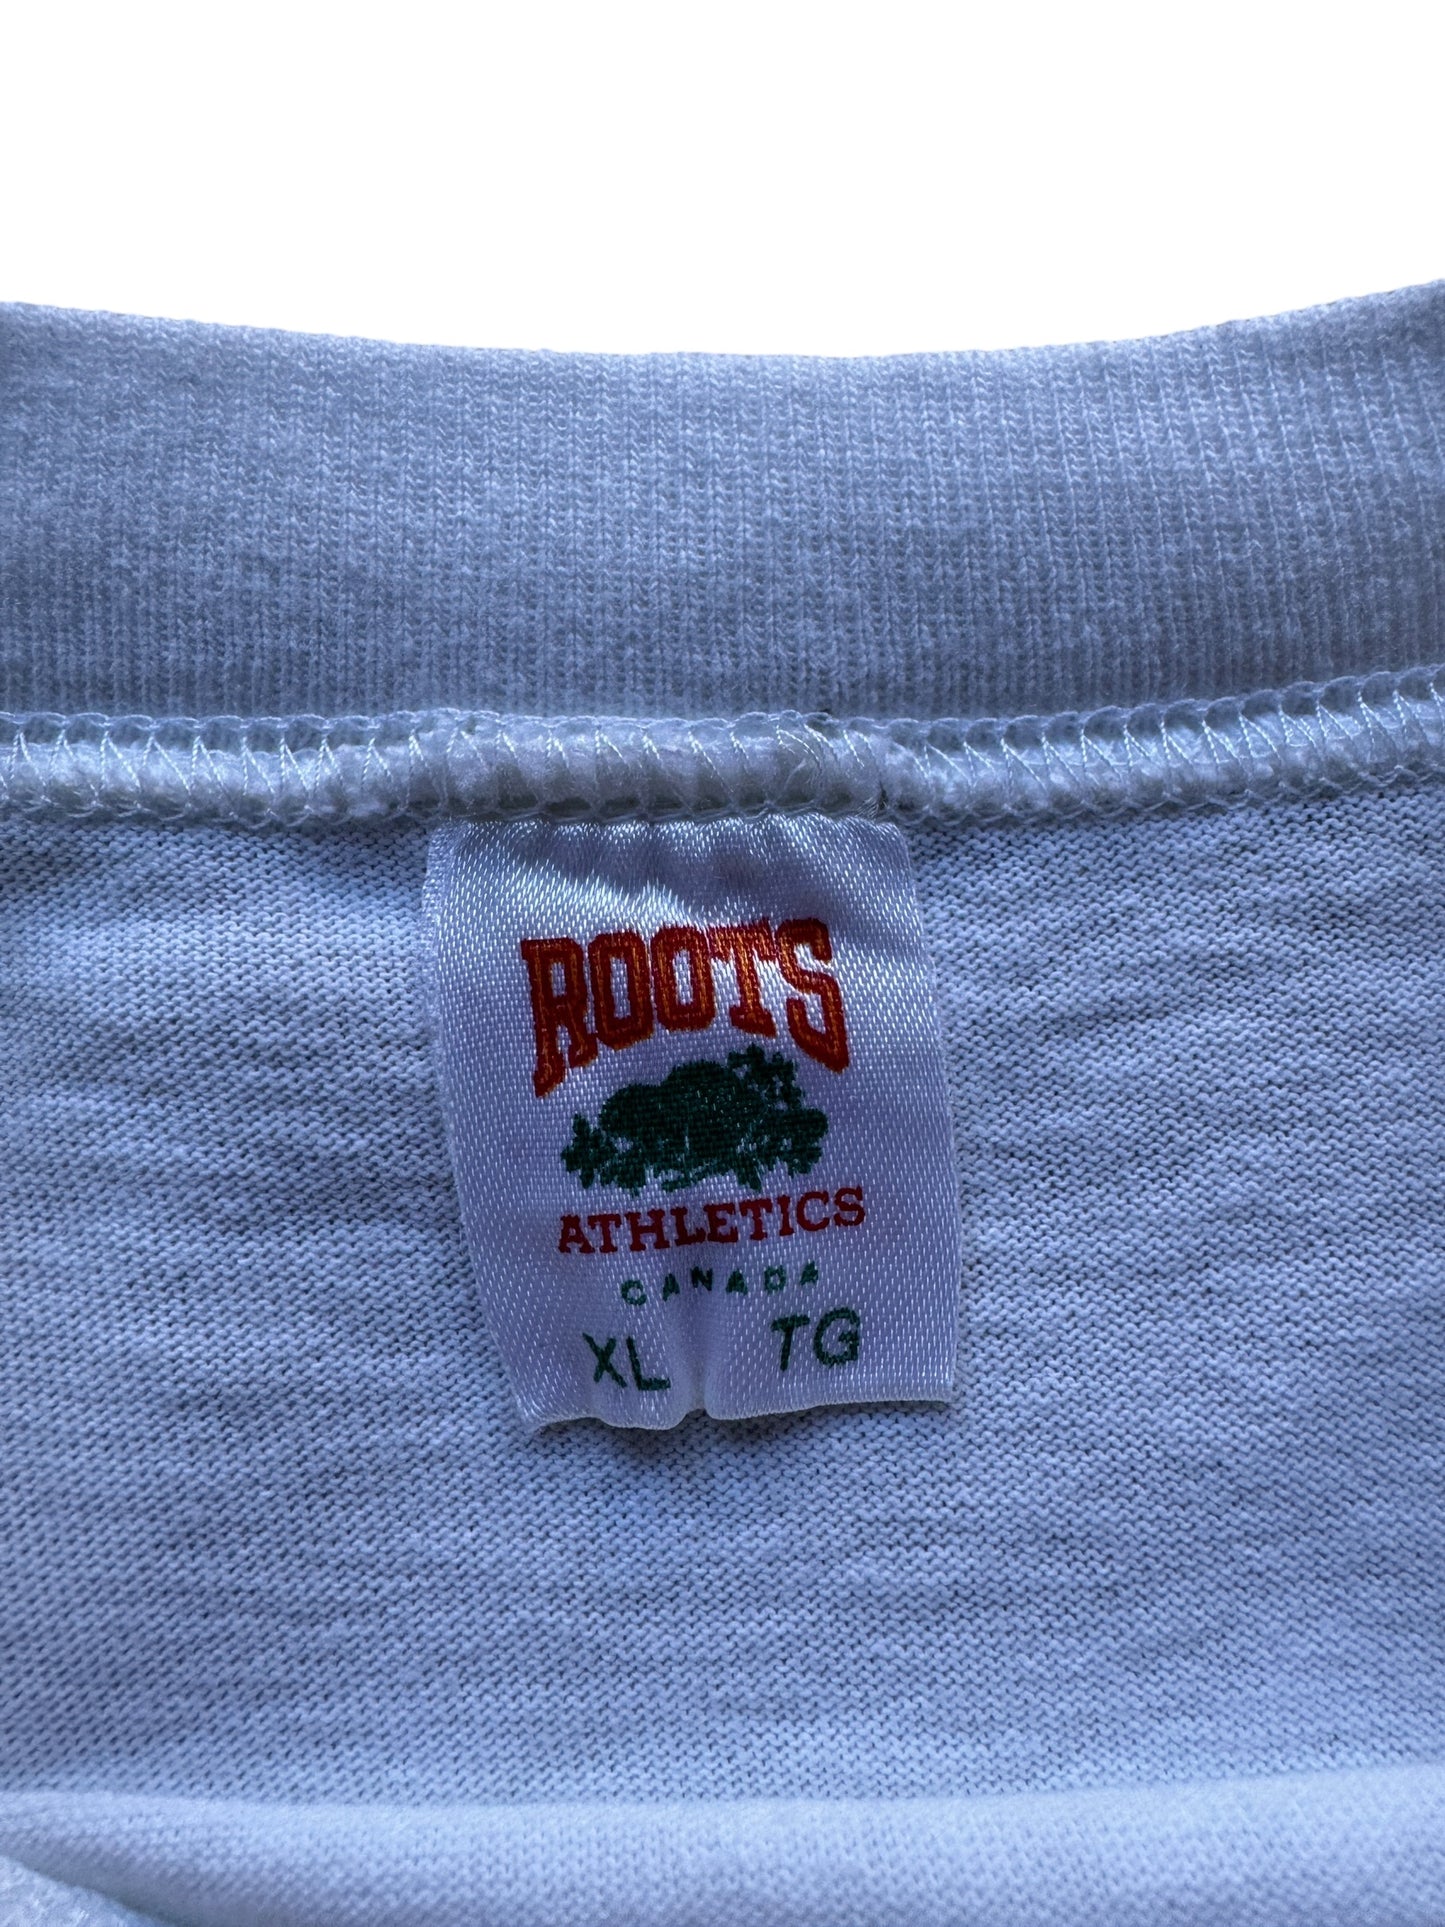 ROOTS
ATHLETICS
CANADA
XL TG